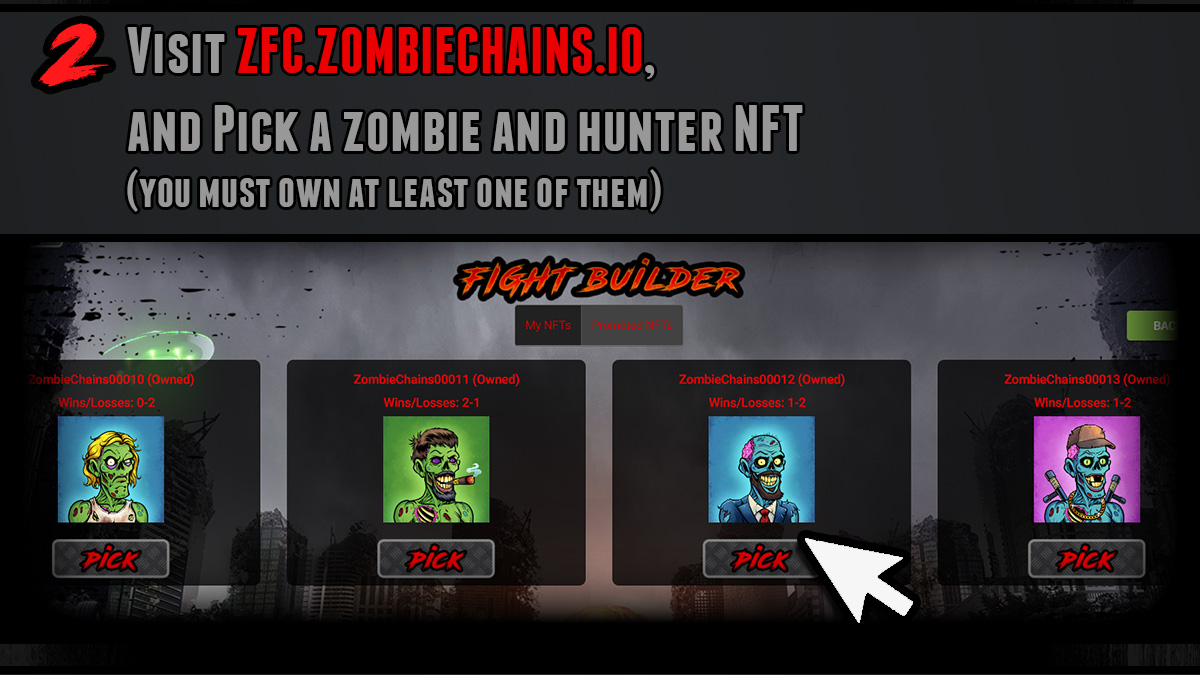 2 Visit ZFC.ZOMBIECHAINS.IO,
and Pick a zombie and hunter NFT
(you must own at least one of them)
FIGHT BUILDER
My NFTs Promoted NFTs
BAC
ZombieChains00010 (Owned) ZombieChains00011 (Owned) ZombieChains00012 (Owned) ZombieChains00013 (Owned)
Wins/Losses: 0-2 Wins/Losses: 2-1 Wins/Losses: 1-2 Wins/Losses: 1-2
PICK PICK PICK PICK